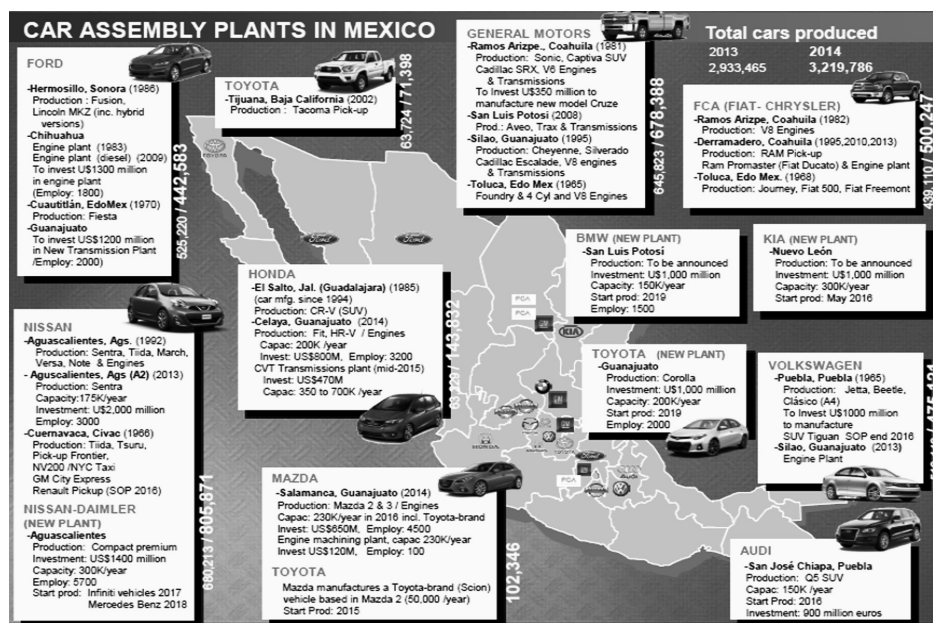 CAR ASSEMBLY PLANTS IN MEXICO
FORD
-Hermosillo, Sonora (1986)
Production : Fusion,
Lincoln MKZ (inc. hybrid
versions)
-Chihuahua
Engine plant (1983)
Engine plant (diesel) (2009)
To invest US$1300 million
in engine plant
(Employ: 1800)
-Cuautitlán, EdoMex (1970)
Production: Fiesta
-Guanajuato
To invest US$1200 million
in New Transmission Plant
/Employ: 2000)
525,220 / 442,583
TOYOTA
-Tijuana, Baja California (2002)
Production : Tacoma Pick-up
63,724 / 71,398
GENERAL MOTORS
-Ramos Arizpe., Coahuila (1981)
Production: Sonic, Captiva SUV
Cadillac SRX, V6 Engines
& Transmissions
To Invest U$350 million to
manufacture new model Cruze
-San Luis Potosi (2008)
Prod.: Aveo, Trax & Transmissions
-Silao, Guanajuato (1995)
Production: Cheyenne, Silverado
Cadillac Escalade, V8 engines
& Transmissions
-Toluca, Edo Mex (1965)
Foundry & 4 Cyl and V8 Engines
645,823 / 678,388
Total cars produced
2013 2014
2,933,465 3,219,786
FCA (FIAT- CHRYSLER)
-Ramos Arizpe, Coahuila (1982)
Production: V8 Engines
-Derramadero, Coahuila (1995,2010,2013)
Production: RAM Pick-up
Ram Promaster (Fiat Ducato) & Engine plant
-Toluca, Edo Mex. (1968)
Production: Journey, Fiat 500, Fiat Freemont
439,110 / 500,247
BMW (NEW PLANT)
-San Luis Potosí
Production: To be announced
Investment: U$1,000 million
Capacity: 150K/year
Start prod: 2019
Employ: 1500
KIA (NEW PLANT)
-Nuevo León
Production: To be announced
Investment: U$1,000 million
Capacity: 300K/year
Start prod: May 2016
HONDA
-El Salto, Jal. (Guadalajara) (1985)
(car mfg. since 1994)
Production: CR-V (SUV)
-Celaya, Guanajuato (2014)
Production: Fit, HR-V / Engines
Capac: 200K /year
Invest: US$800M, Employ: 3200
CVT Transmissions plant (mid-2015)
Invest: US$470M
Capac: 350 to 700K /year
NISSAN
-Aguascalientes, Ags. (1992)
Production: Sentra, Tiida, March,
Versa, Note & Engines
- Aguascalientes, Ags (A2) (2013)
Production: Sentra
Capacity:175K/year
Investment: U$2,000 million
Employ: 3000
-Cuernavaca, Civac (1966)
Production: Tiida, Tsuru,
Pick-up Frontier,
NV200 /NYC Taxi
GM City Express
Renault Pickup (SOP 2016)
NISSAN-DAIMLER
(NEW PLANT)
-Aguascalientes
Production: Compact premium
Investment: US$1400 million
Capacity: 300K/year
Employ: 5700
Start prod: Infiniti vehicles 2017
Mercedes Benz 2018
680,213 / 805,871
TOYOTA (NEW PLANT)
-Guanajuato
Production: Corolla
Investment: U$1,000 million
Capacity: 200K/year
Start prod: 2019
Employ: 2000
VOLKSWAGEN
-Puebla, Puebla (1965)
Production: Jetta, Beetle,
Clásico (A4)
To Invest U$1000 million
to manufacture
SUV Tiguan SOP end 2016
-Silao, Guanajuato (2013)
Engine Plant
MAZDA
-Salamanca, Guanajuato (2014)
Production: Mazda 2 & 3 / Engines
Capac: 230K/year in 2016 incl. Toyota-brand
Invest: US$650M, Employ: 4500
Engine machining plant, capac 230K/year
Invest US$120M, Employ: 100
TOYOTA
Mazda manufactures a Toyota-brand (Scion)
vehicle based in Mazda 2 (50,000 /year)
Start Prod: 2015
102,346
AUDI
-San José Chiapa, Puebla
Production: Q5 SUV
Capac: 150K /year
Start Prod: 2016
Investment: 900 million euros
TOYOTA
Ford
Ford
FCA
FCA
KIA
HONDA
FCA
Audi